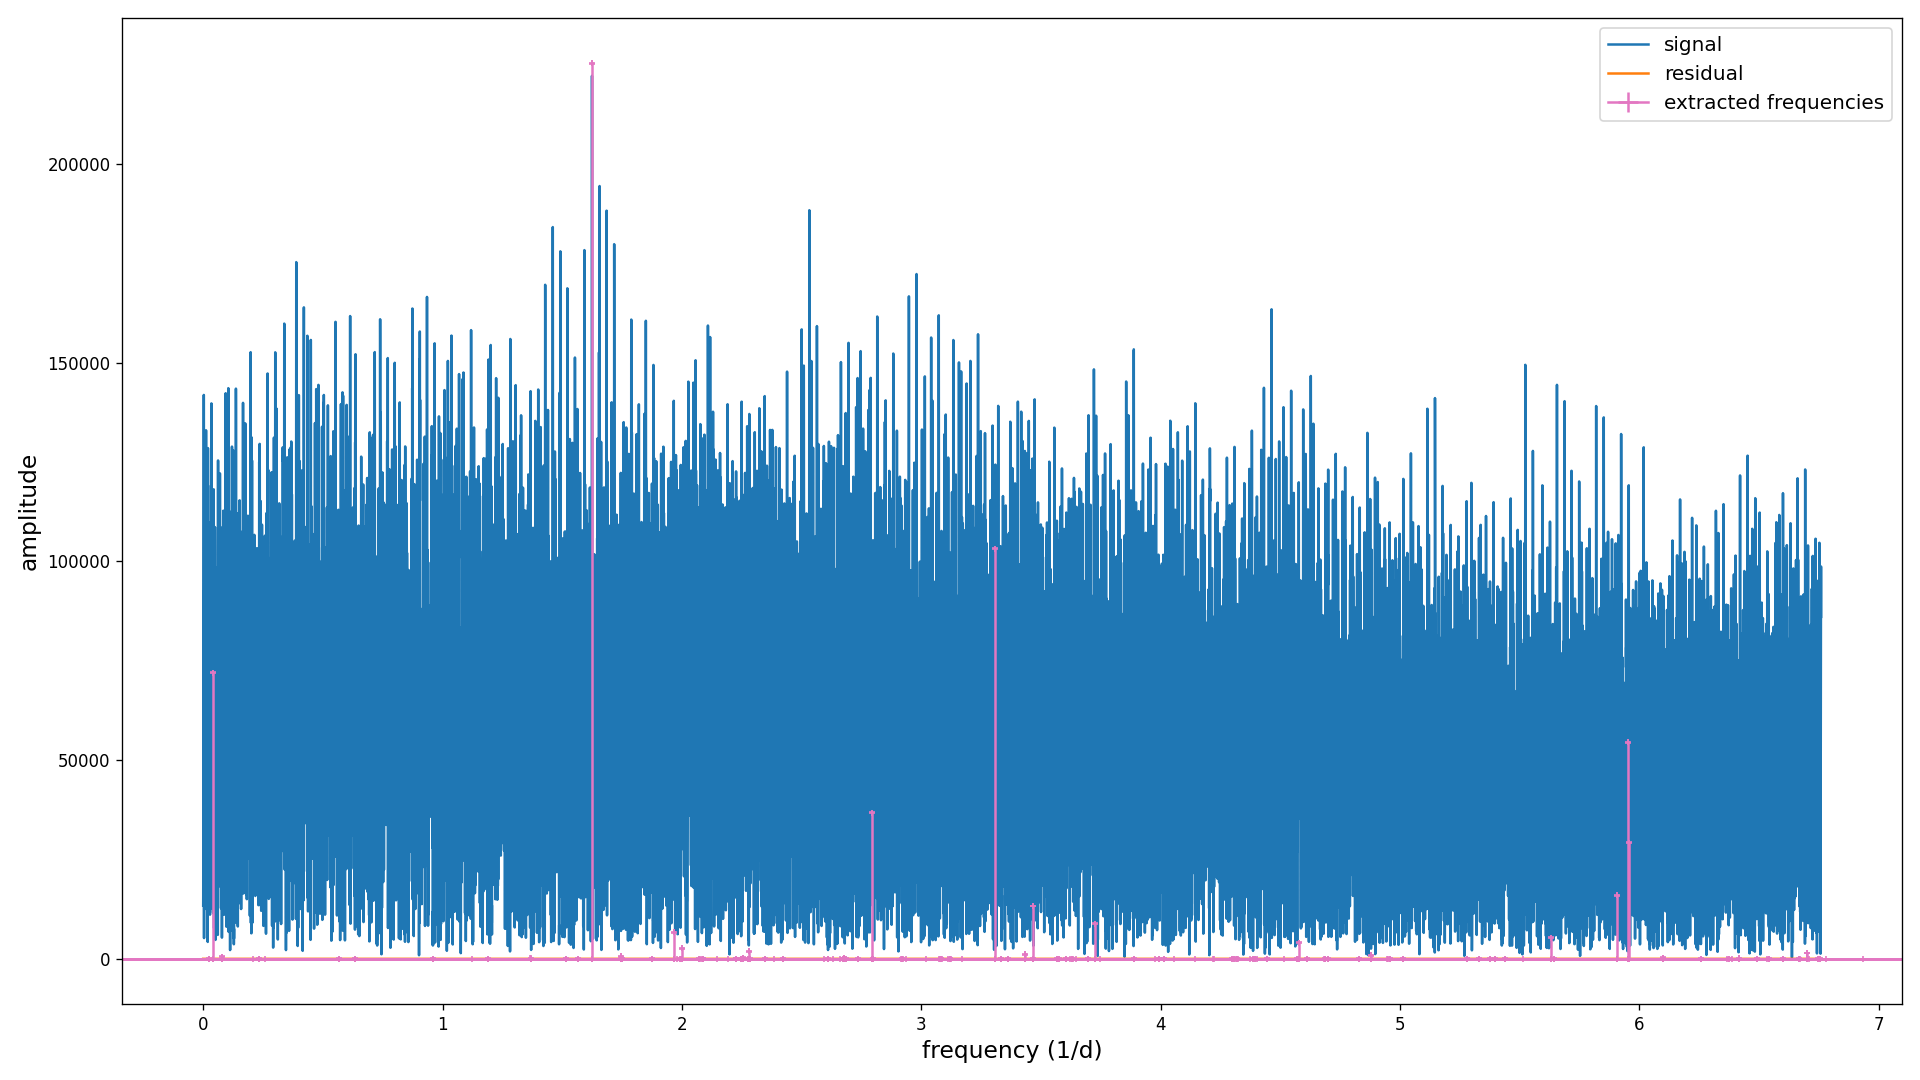 signal
residual
extracted frequencies
200000
150000
100000
50000
0
amplitude
0 1 2 3 4 5 6 7
frequency (1/d)